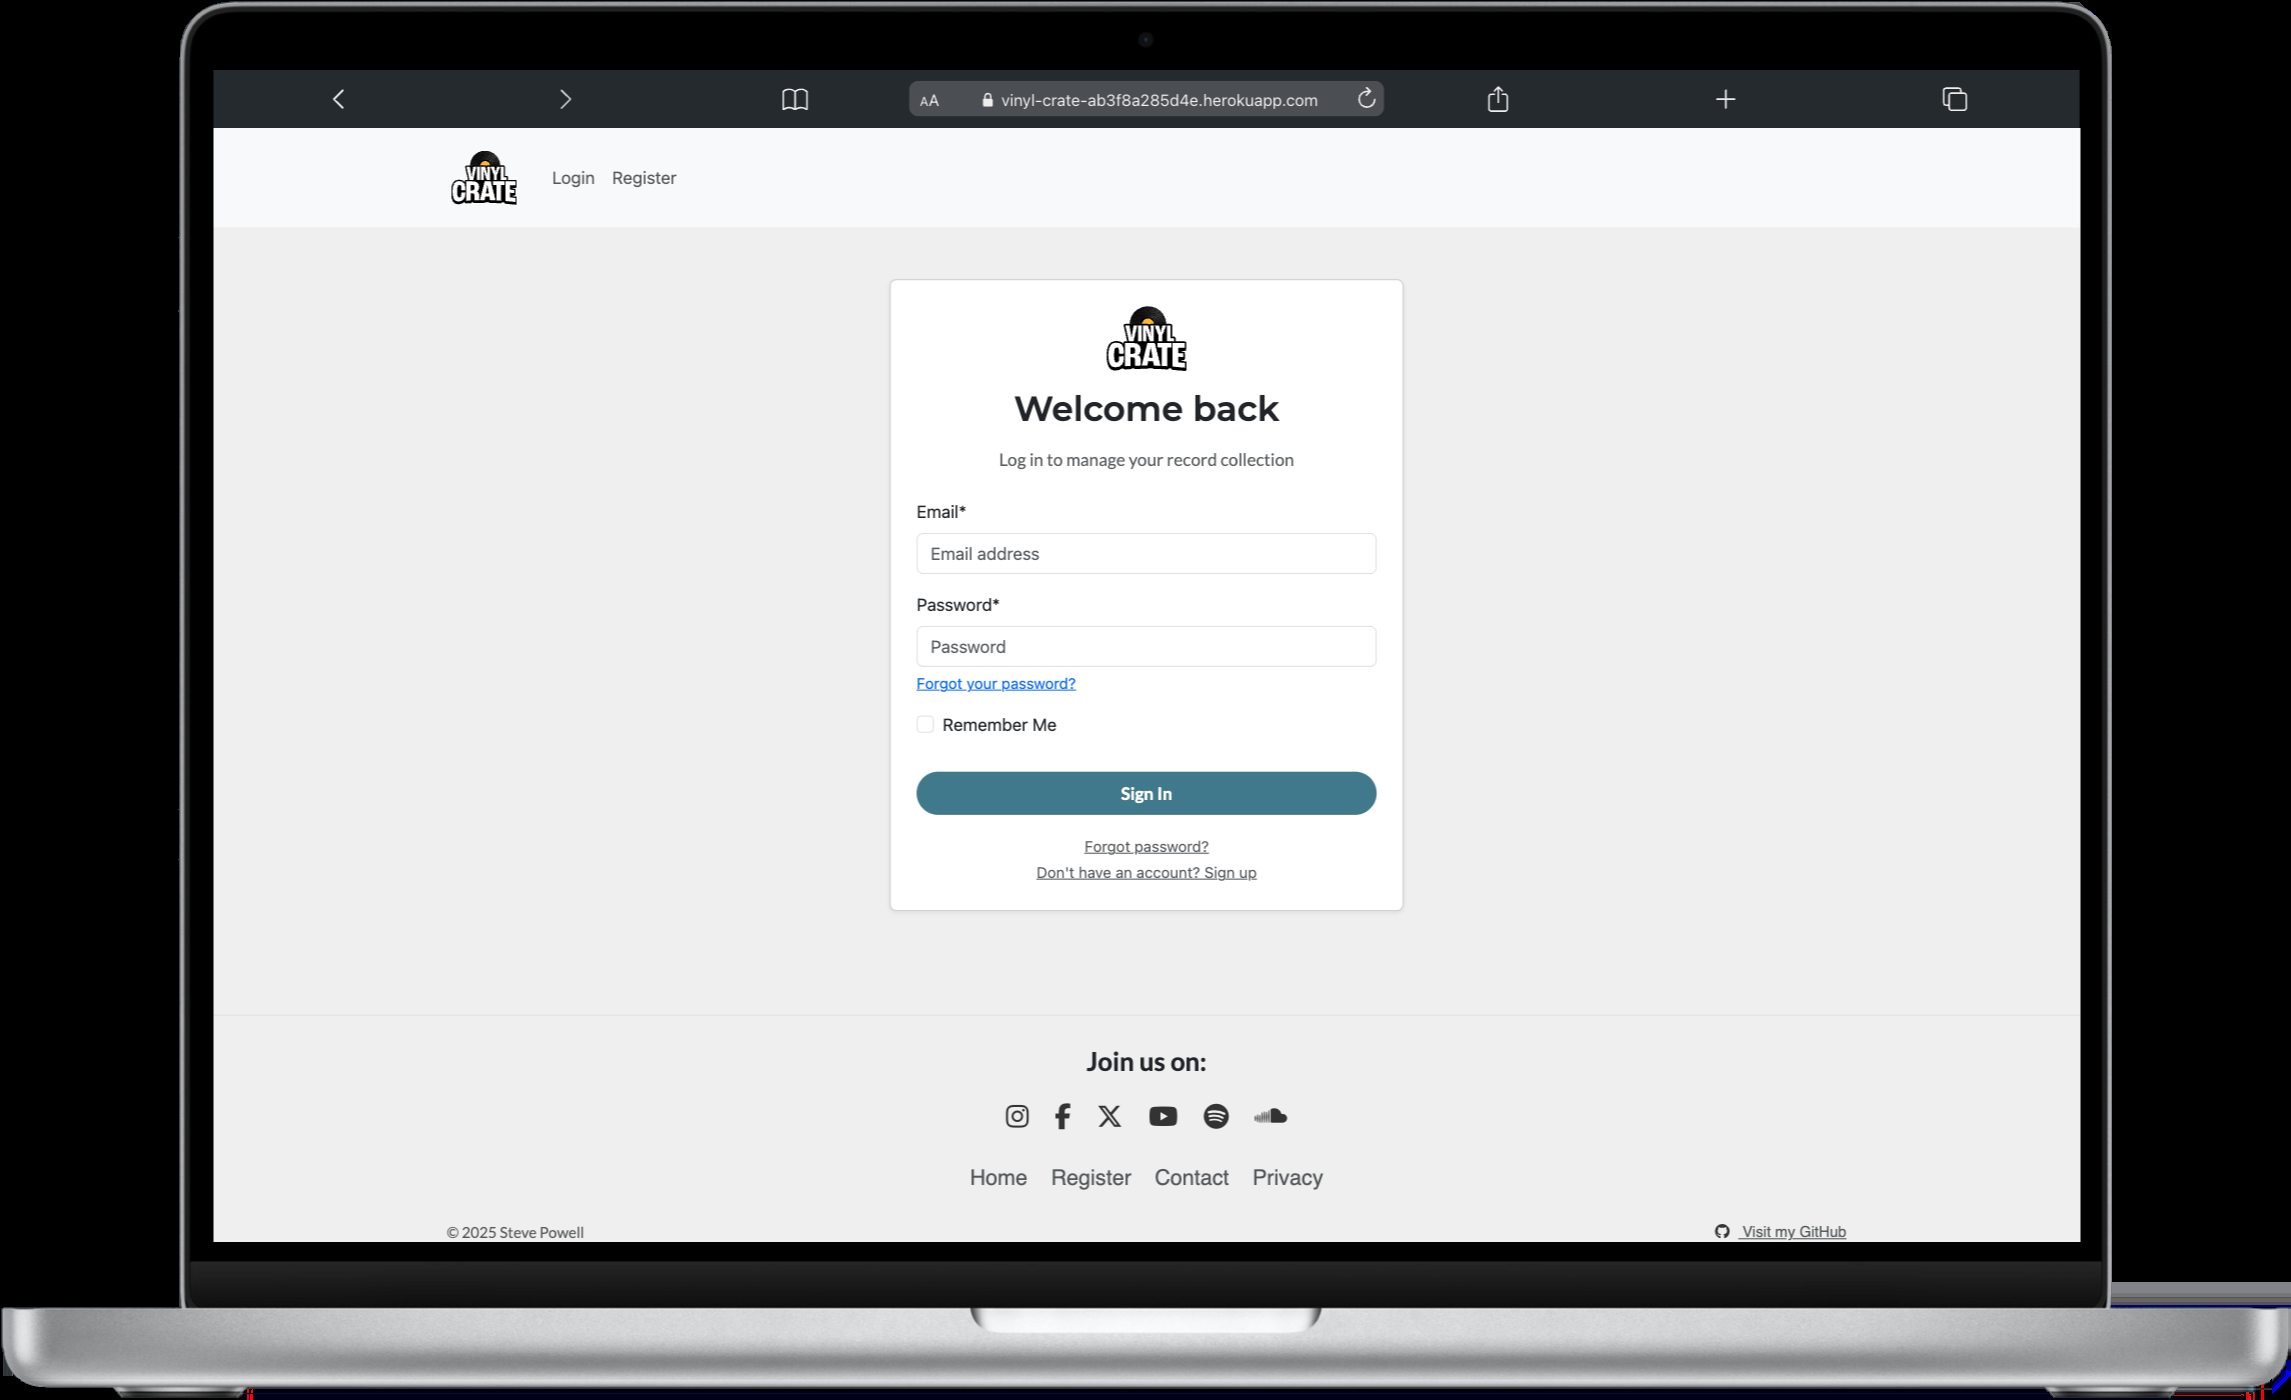 AA vinyl-crate-ab3f8a285d4e.herokuapp.com
VINYL
CRATE
Login Register
VINYL
CRATE
Welcome back
Log in to manage your record collection
Email*
Email address
Password*
Password
Forgot your password?
Remember Me
Sign In
Forgot password?
Don't have an account? Sign up
Join us on:
Home Register Contact Privacy
© 2025 Steve Powell
Visit my GitHub